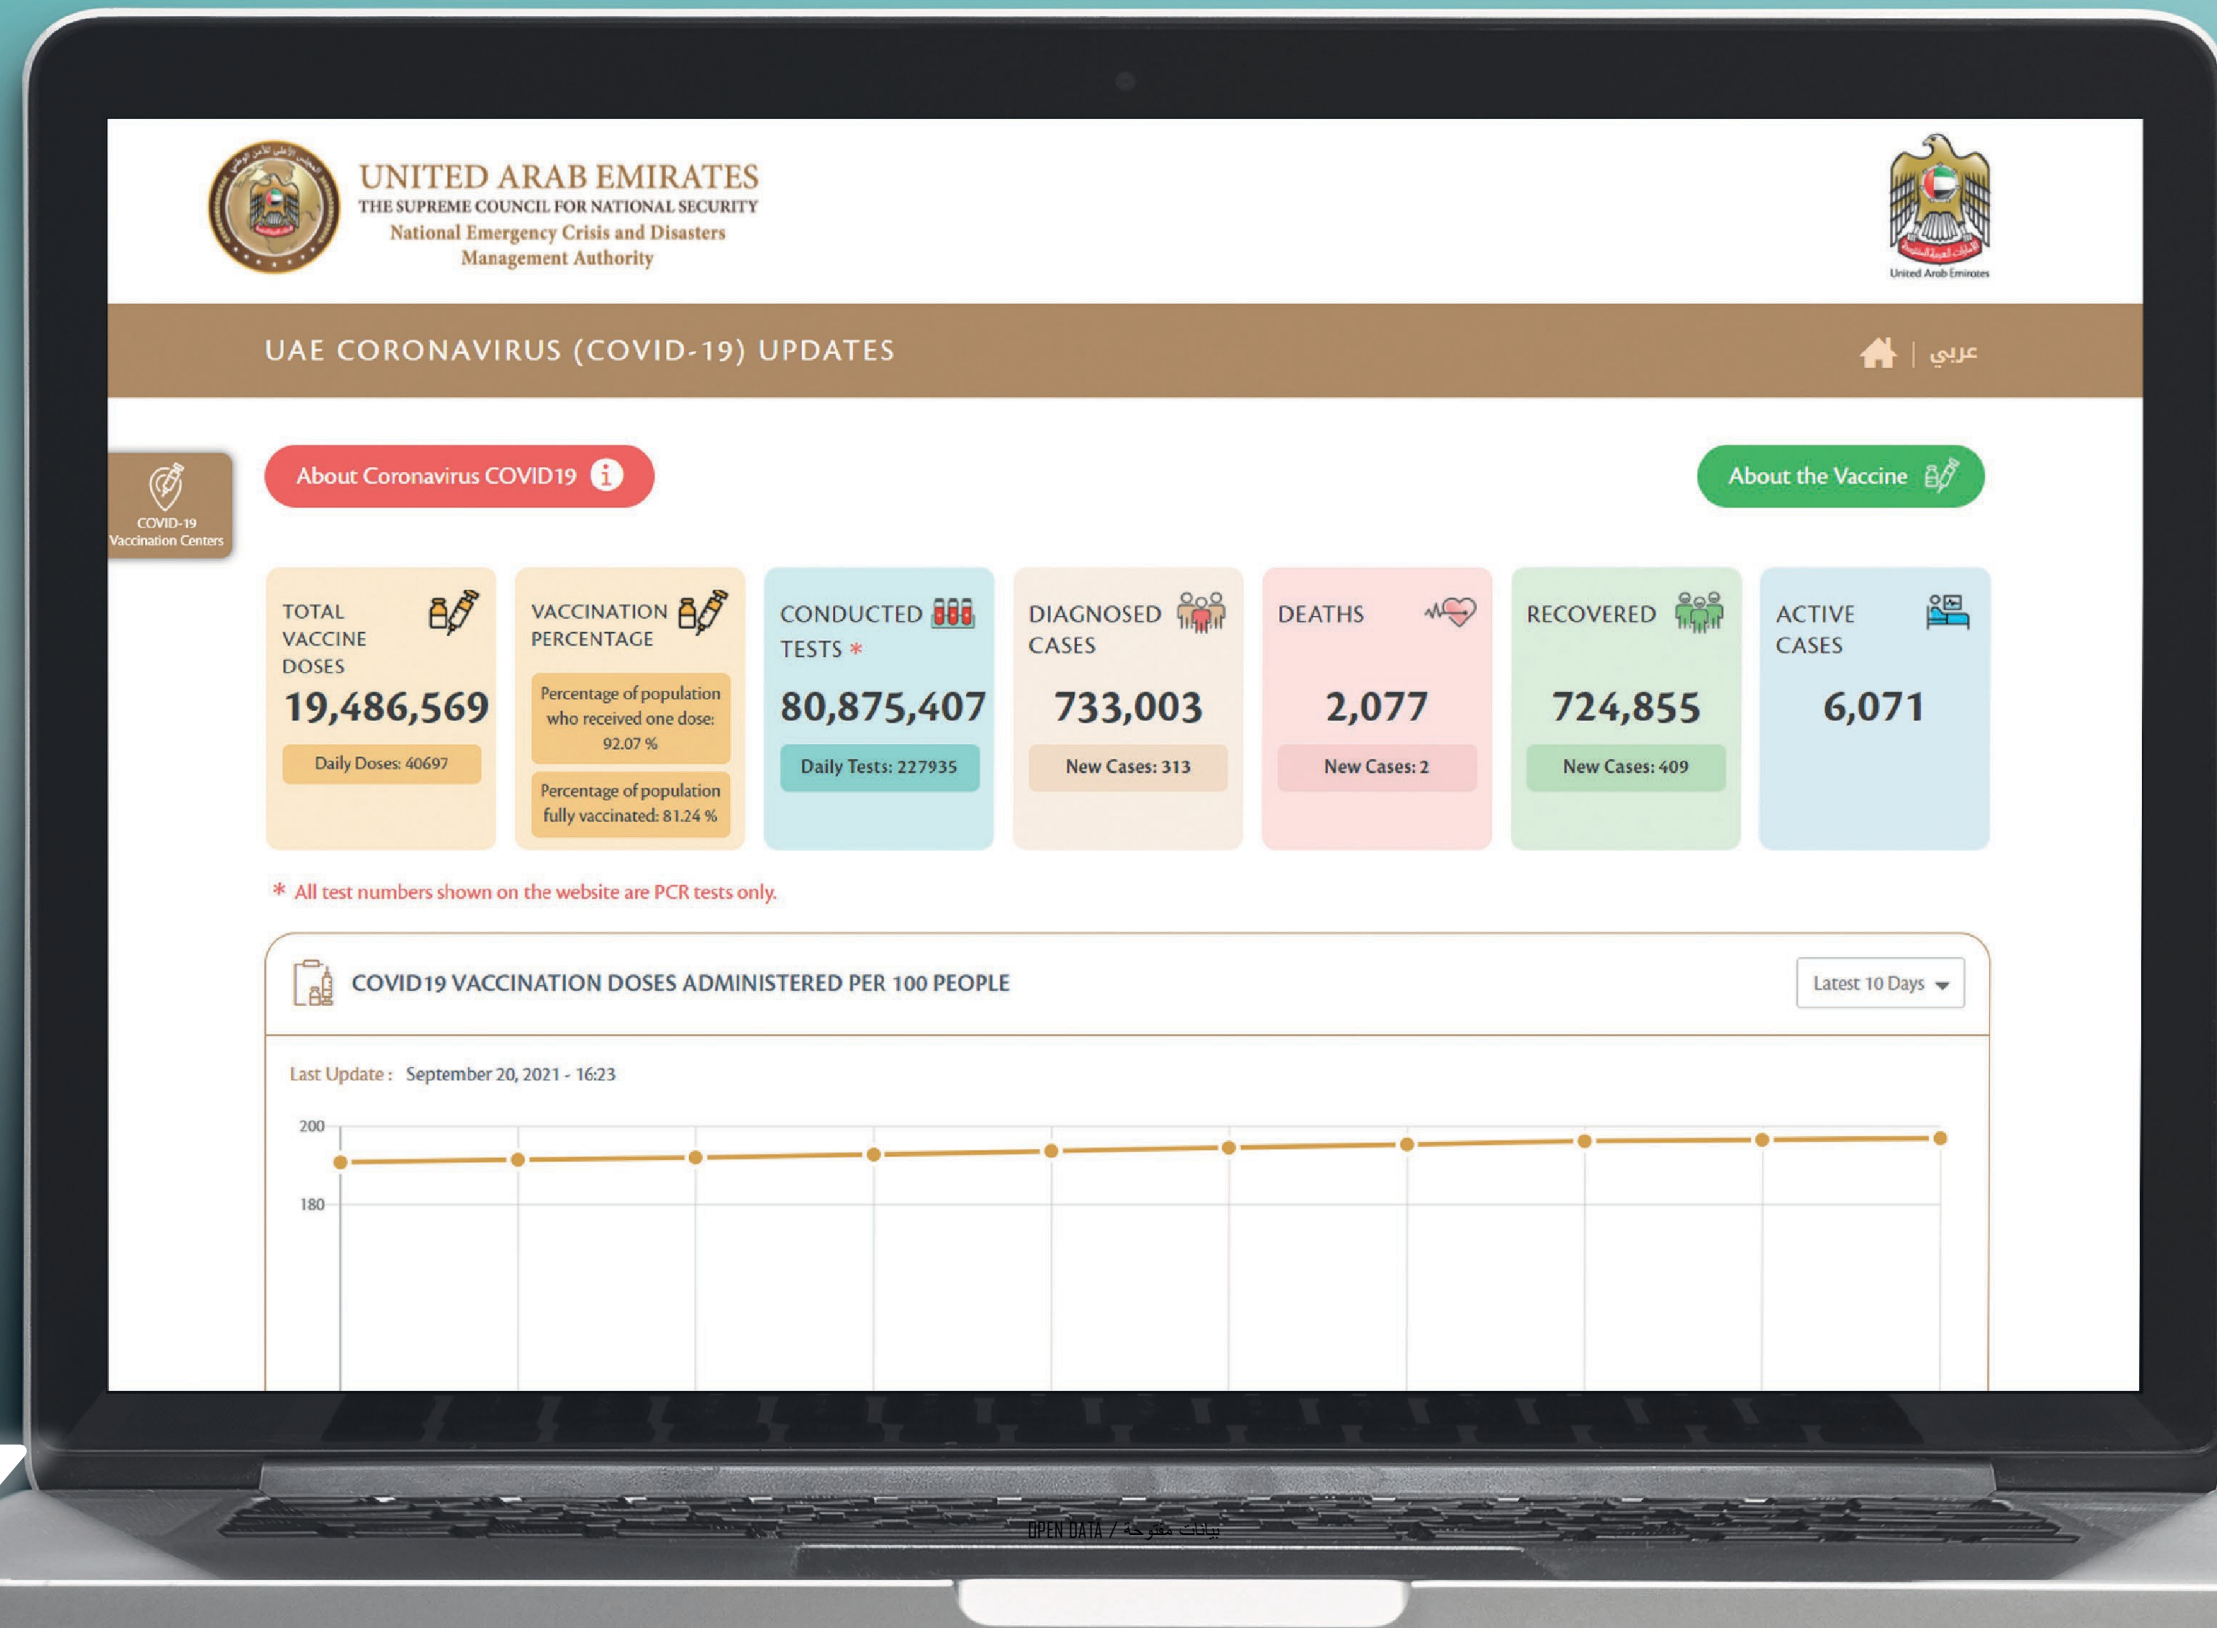 UNITED ARAB EMIRATES
THE SUPREME COUNCIL FOR NATIONAL SECURITY
National Emergency Crisis and Disasters
Management Authority
United Arab Emirates
UAE CORONAVIRUS (COVID-19) UPDATES
عربي
COVID-19
Vaccination Centers
About Coronavirus COVID19
About the Vaccine
TOTAL
VACCINE
DOSES
19,486,569
Daily Doses: 40697
VACCINATION
PERCENTAGE
Percentage of population
who received one dose:
92.07 %
Percentage of population
fully vaccinated: 81.24 %
CONDUCTED
TESTS *
80,875,407
Daily Tests: 227935
DIAGNOSED
CASES
733,003
New Cases: 313
DEATHS
2,077
New Cases: 2
RECOVERED
724,855
New Cases: 409
ACTIVE
CASES
6,071
* All test numbers shown on the website are PCR tests only.
COVID19 VACCINATION DOSES ADMINISTERED PER 100 PEOPLE
Latest 10 Days
Last Update : September 20, 2021 - 16:23
200
180
OPEN DATA / بيانات مفتوحة